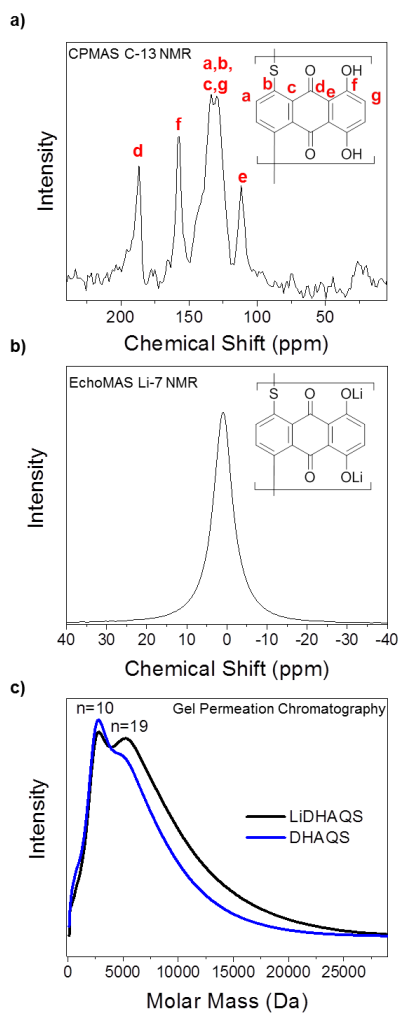 a)
CPMAS C-13 NMR
a,b,
c,g
d
f
e
S
O
OH
a
b
c
d
e
f
g
O
OH
Intensity
200
150
100
50
Chemical Shift (ppm)
b)
EchoMAS Li-7 NMR
S
O
OLi
O
OLi
Intensity
40
30
20
10
0
-10
-20
-30
-40
Chemical Shift (ppm)
c)
n=10
n=19
Gel Permeation Chromatography
LiDHAQS
DHAQS
Intensity
0
5000
10000
15000
20000
25000
Molar Mass (Da)